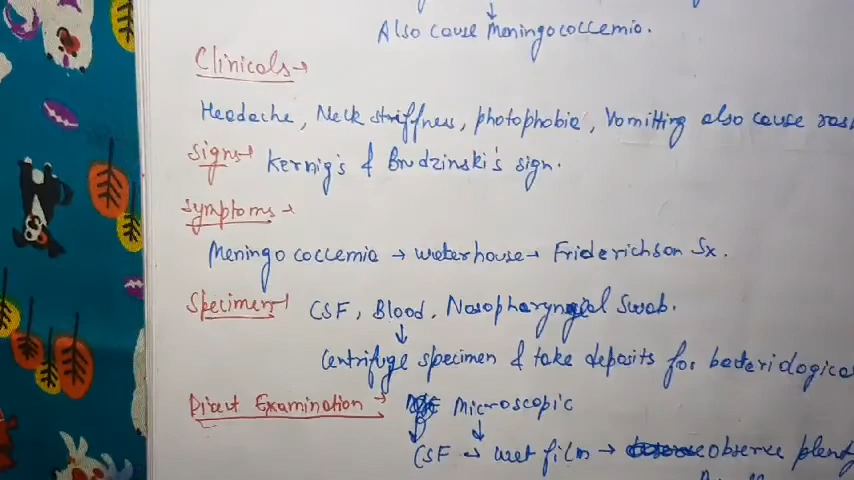 Also cause Meningococcemia.
Clinicals →
Headache, Neck stiffness, photophobia, Vomitting also cause
Signs → Kernig's & Brudzinski's sign.
Symptoms →
Meningococcemia → waterhouse → Friderichson Sx.
Specimen → CSF, Blood, Nasopharyngeal Swab.
↓
Centrifuge specimen & take deposits for
Direct Examination → Microscopic
↓ ↓
CSF → wet film → observe